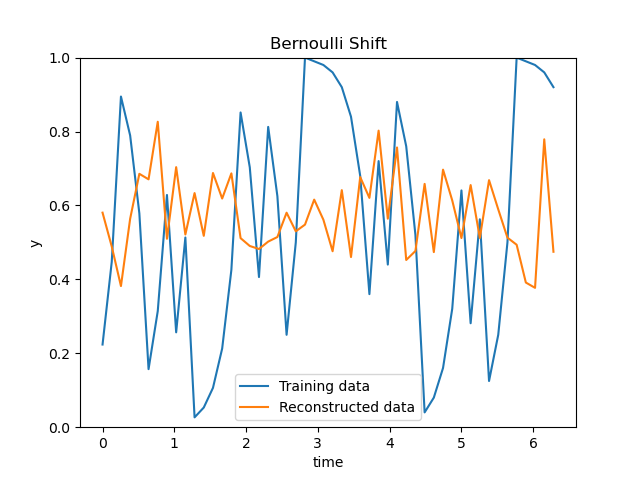 Bernoulli Shift
1.0
0.8
0.6
0.4
0.2
0.0
y
Training data
Reconstructed data
0 1 2 3 4 5 6
time